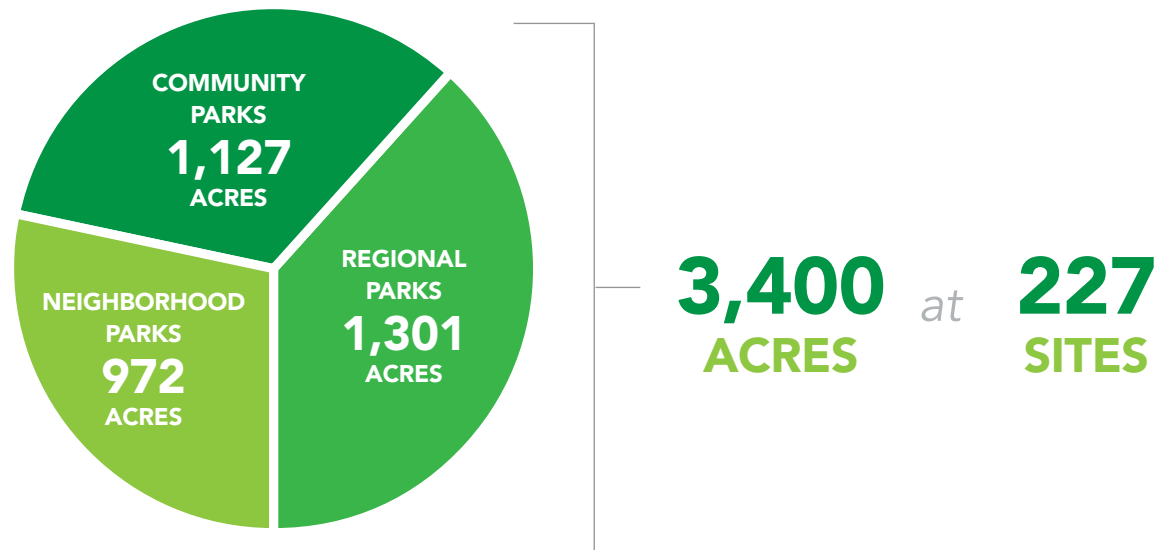 COMMUNITY
PARKS
1,127
ACRES
REGIONAL
PARKS
1,301
ACRES
NEIGHBORHOOD
PARKS
972
ACRES
3,400 at 227
ACRES SITES